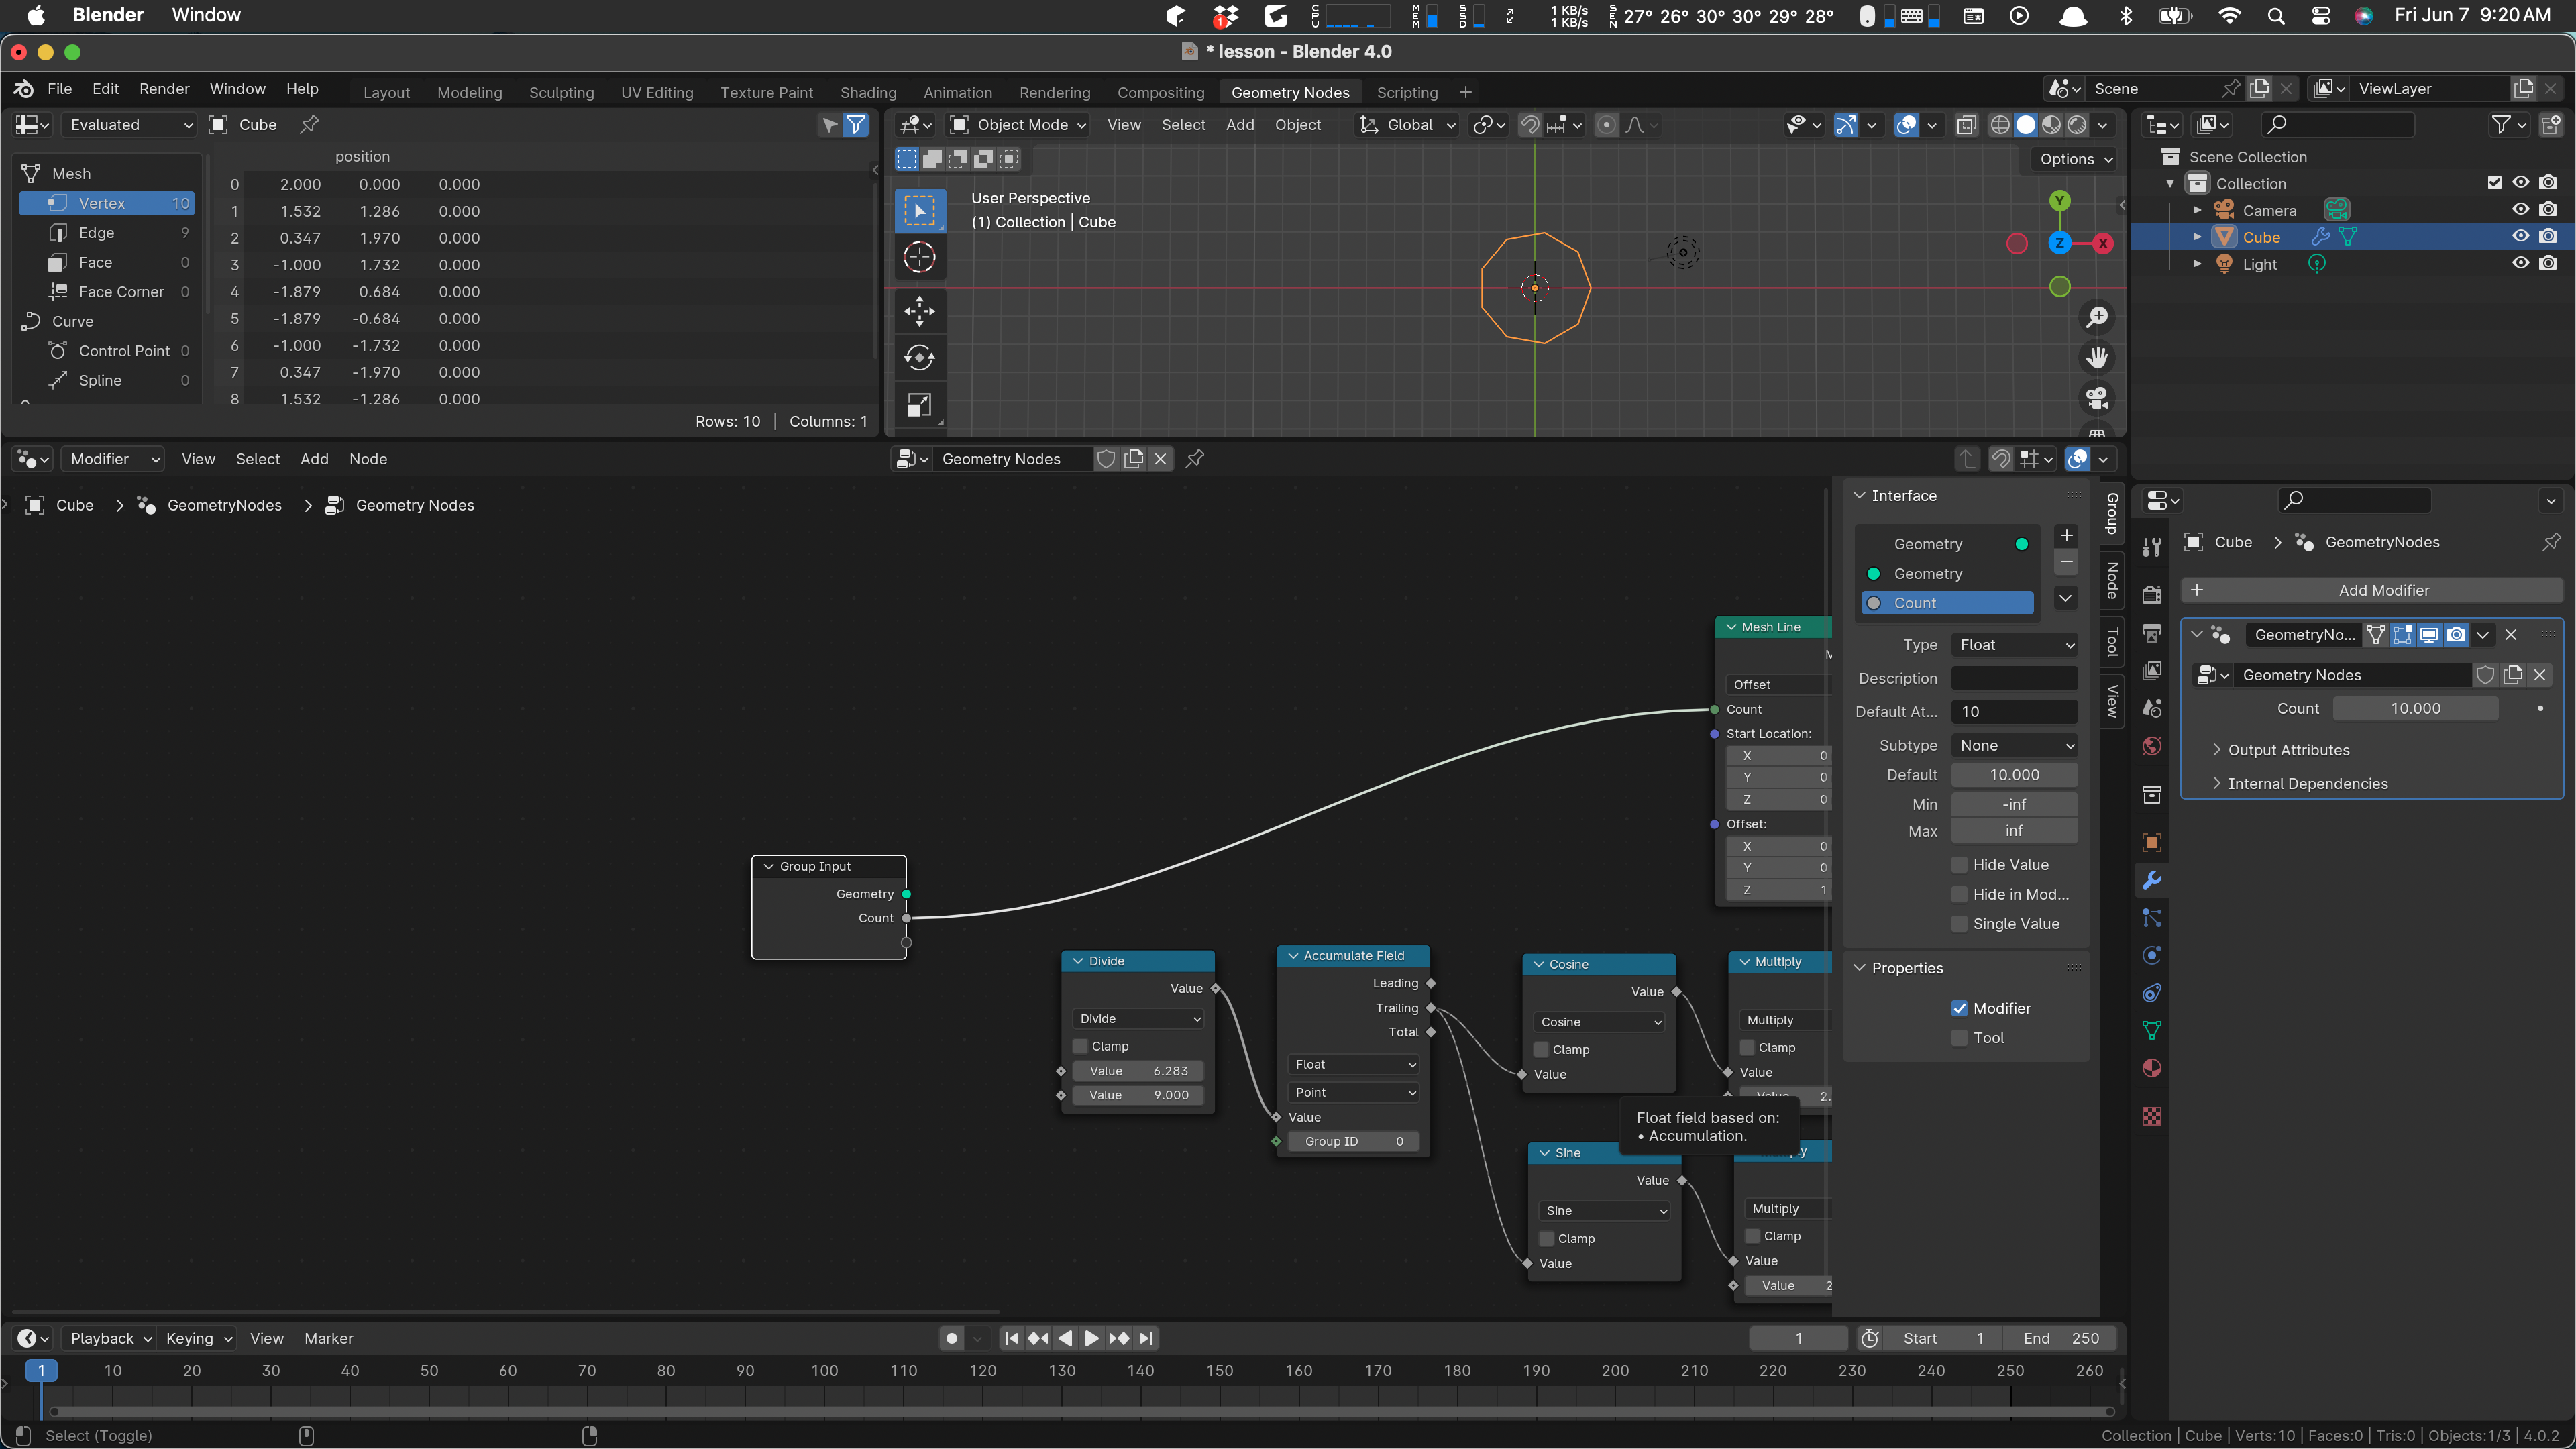 Blender Window
CPU MEM SSD 1 KB/s 1 KB/s SEN 27° 26° 30° 30° 29° 28° Fri Jun 7 9:20 AM
1
* lesson - Blender 4.0
File Edit Render Window Help Layout Modeling Sculpting UV Editing Texture Paint Shading Animation Rendering Compositing Geometry Nodes Scripting + Scene ViewLayer
Evaluated Cube
position
Mesh
Vertex 10
Edge 9
Face 0
Face Corner 0
Curve
Control Point 0
Spline 0
0 2.000 0.000 0.000
1 1.532 1.286 0.000
2 0.347 1.970 0.000
3 -1.000 1.732 0.000
4 -1.879 0.684 0.000
5 -1.879 -0.684 0.000
6 -1.000 -1.732 0.000
7 0.347 -1.970 0.000
8 1.532 -1.286 0.000
Rows: 10 | Columns: 1
Object Mode View Select Add Object Global
Options
User Perspective
(1) Collection | Cube
Y
Z X
Scene Collection
Collection
Camera
Cube
Light
Modifier View Select Add Node Geometry Nodes
Cube > GeometryNodes > Geometry Nodes
Group Input
Geometry
Count
Divide
Value
Divide
Clamp
Value 6.283
Value 9.000
Accumulate Field
Leading
Trailing
Total
Float
Point
Value
Group ID 0
Cosine
Value
Cosine
Clamp
Value
Float field based on:
• Accumulation.
Sine
Value
Sine
Clamp
Value
Mesh Line
M
Offset
Count
Start Location:
X 0
Y 0
Z 0
Offset:
X 0
Y 0
Z 1
Multiply
Multiply
Clamp
Value
Value 2.
Multiply
Clamp
Value
Value 2
Interface
Geometry
Geometry
Count
Type Float
Description
Default At... 10
Subtype None
Default 10.000
Min -inf
Max inf
Hide Value
Hide in Mod...
Single Value
Properties
Modifier
Tool
Group
Node
Tool
View
Cube > GeometryNodes
+ Add Modifier
GeometryNo...
Geometry Nodes
Count 10.000
Output Attributes
Internal Dependencies
Playback Keying View Marker 1 Start 1 End 250
1 10 20 30 40 50 60 70 80 90 100 110 120 130 140 150 160 170 180 190 200 210 220 230 240 250 260
Select (Toggle)
Collection | Cube | Verts:10 | Faces:0 | Tris:0 | Objects:1/3 | 4.0.2